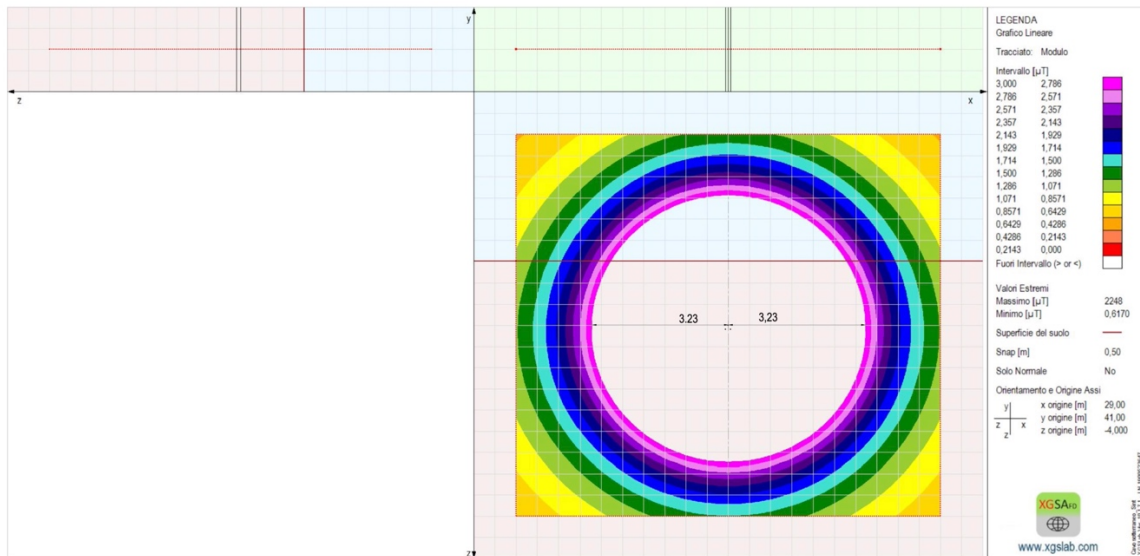 y
z
x
z
3.23
3,23
LEGENDA
Grafico Lineare
Tracciato: Modulo
Intervallo [µT]
3,000 2,786
2,786 2,571
2,571 2,357
2,357 2,143
2,143 1,929
1,929 1,714
1,714 1,500
1,500 1,286
1,286 1,071
1,071 0,8571
0,8571 0,6429
0,6429 0,4286
0,4286 0,2143
0,2143 0,000
Fuori Intervallo (> or <)
Valori Estremi
Massimo [µT] 2248
Minimo [µT] 0,6170
Superficie del suolo
Snap [m] 0,50
Solo Normale No
Orientamento e Origine Assi
y
z x
z
x origine [m] 29,00
y origine [m] 41,00
z origine [m] -4,000
XGSA FD
www.xgslab.com